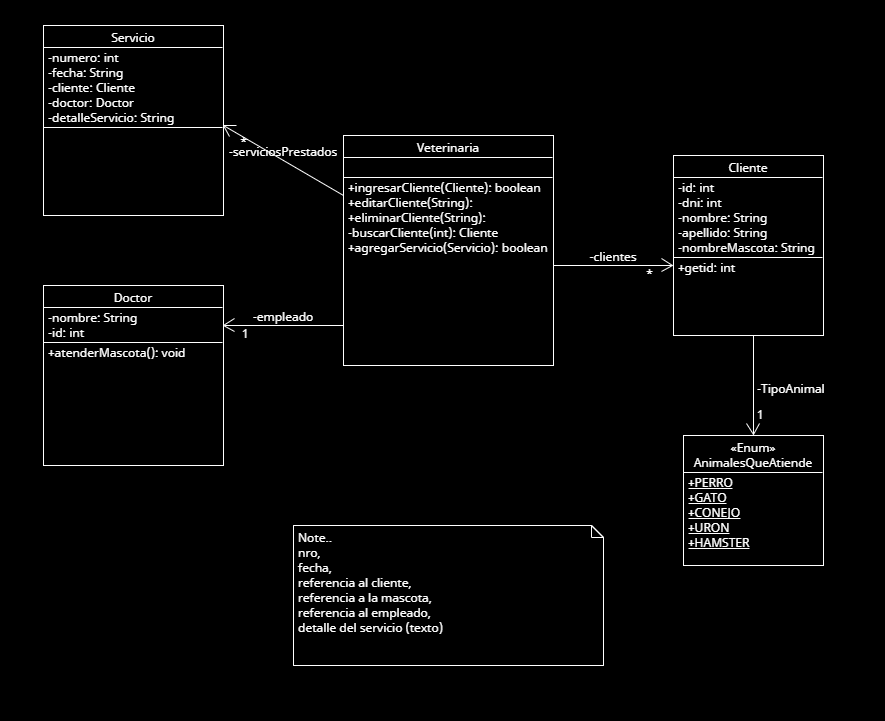 Servicio
-numero: int
-fecha: String
-cliente: Cliente
-doctor: Doctor
-detalleServicio: String
*
-serviciosPrestados
Veterinaria
+ingresarCliente(Cliente): boolean
+editarCliente(String):
+eliminarCliente(String):
-buscarCliente(int): Cliente
+agregarServicio(Servicio): boolean
-clientes
*
Cliente
-id: int
-dni: int
-nombre: String
-apellido: String
-nombreMascota: String
+getid: int
Doctor
-nombre: String
-id: int
+atenderMascota(): void
-empleado
1
-TipoAnimal
1
«Enum»
AnimalesQueAtiende
+PERRO
+GATO
+CONEJO
+URON
+HAMSTER
Note..
nro,
fecha,
referencia al cliente,
referencia a la mascota,
referencia al empleado,
detalle del servicio (texto)